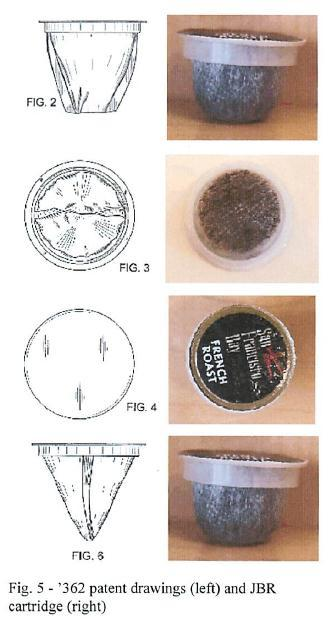 FIG. 2
FIG. 3
San
Francisco
Bay
FRENCH
ROAST
FIG. 4
FIG. 6
Fig. 5 - '362 patent drawings (left) and JBR
cartridge (right)